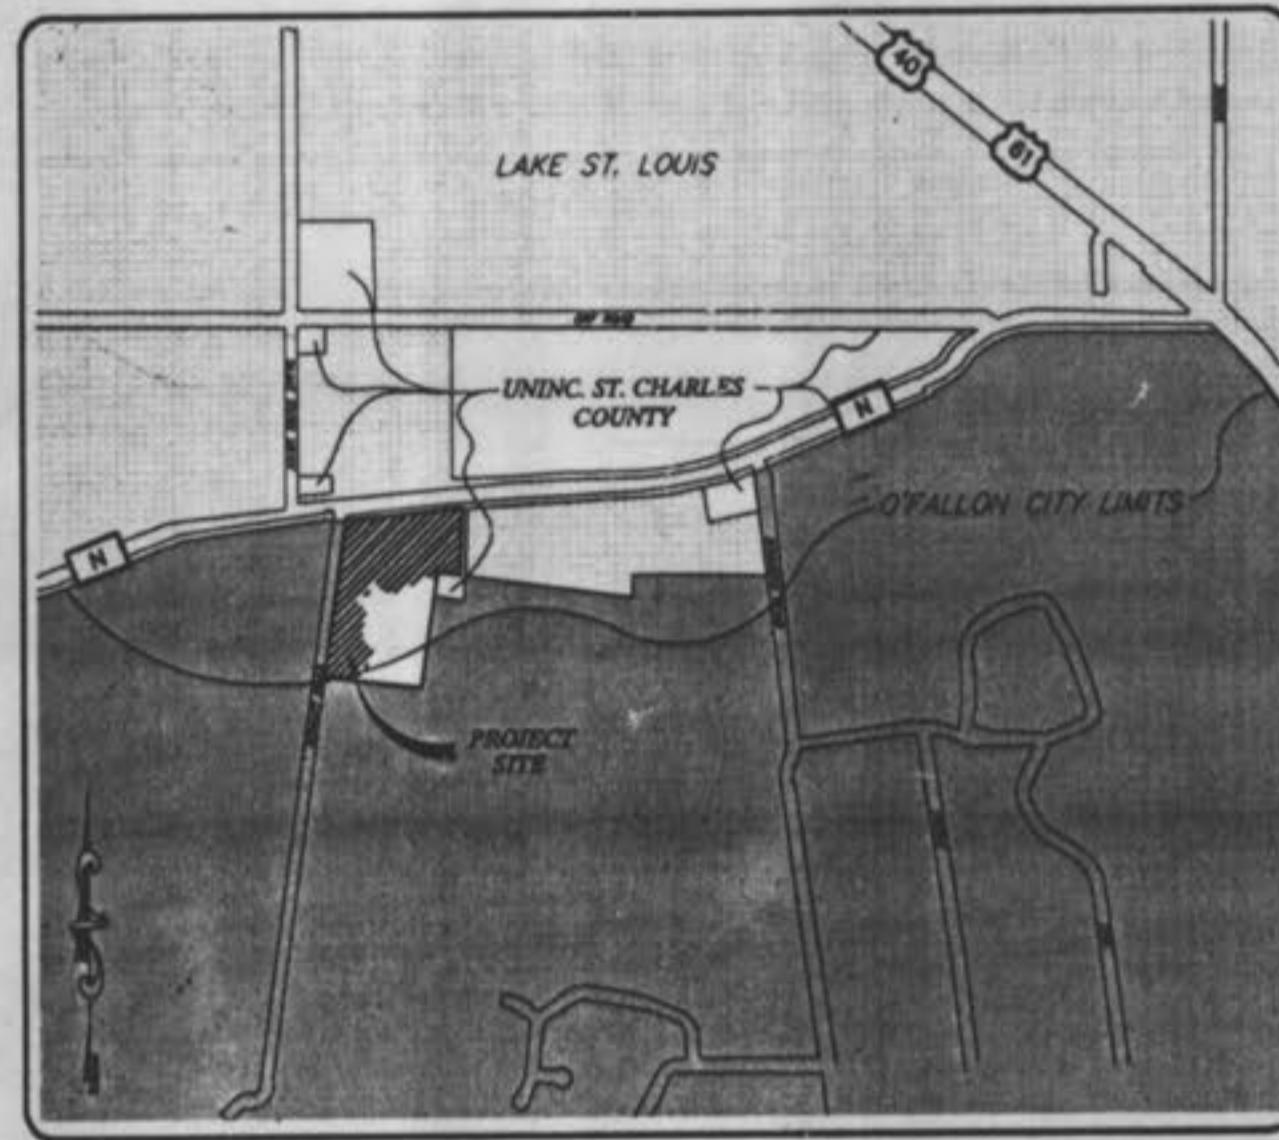 40
61
LAKE ST. LOUIS
UNINC. ST. CHARLES
COUNTY
N
O'FALLON CITY LIMITS
N
PROJECT
SITE